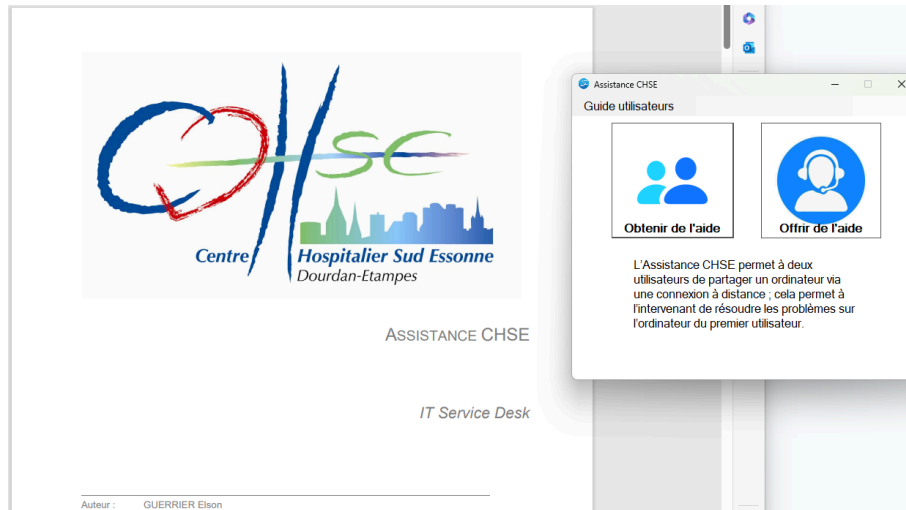 CHSC
Centre Hospitalier Sud Essonne
Dourdan-Etampes
ASSISTANCE CHSE
IT Service Desk
Auteur : GUERRIER Elson
Assistance CHSE
Guide utilisateurs
Obtenir de l'aide
Offrir de l'aide
L'Assistance CHSE permet à deux
utilisateurs de partager un ordinateur via
une connexion à distance ; cela permet à
l'intervenant de résoudre les problèmes sur
l'ordinateur du premier utilisateur.